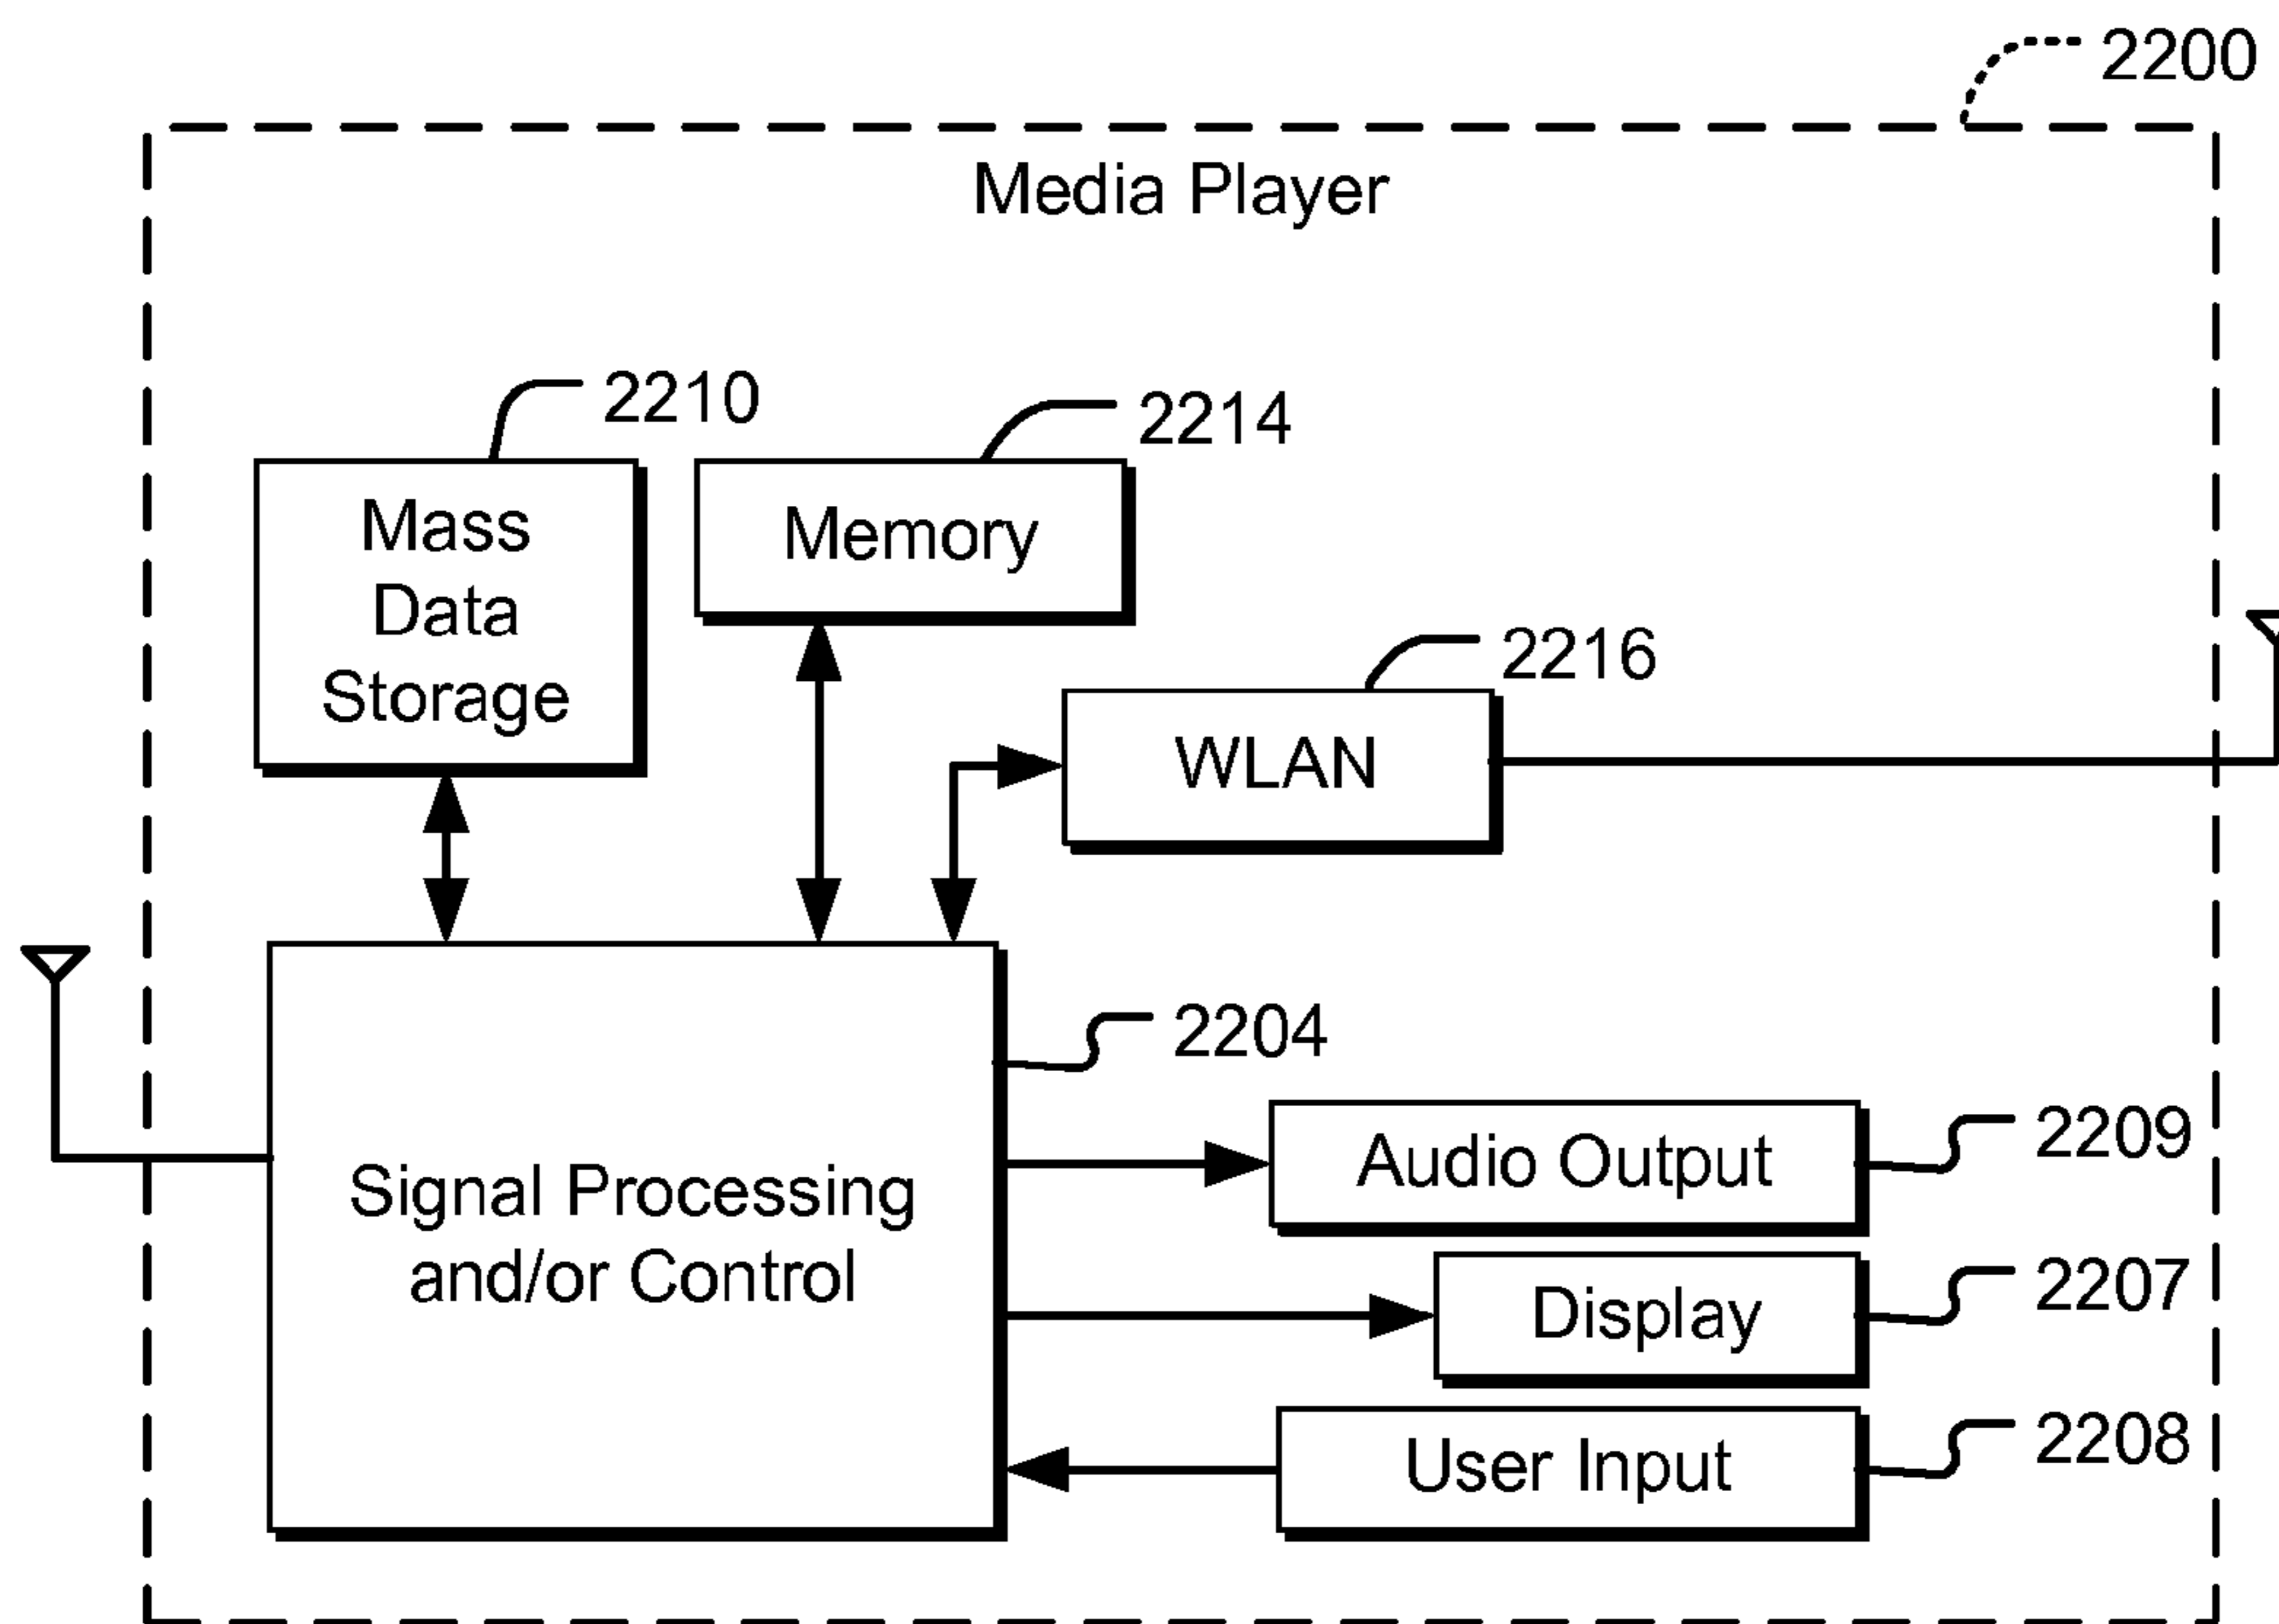 2200
Media Player
2210
2214
Mass
Data
Storage
Memory
2216
WLAN
2204
Signal Processing
and/or Control
Audio Output
2209
Display
2207
User Input
2208